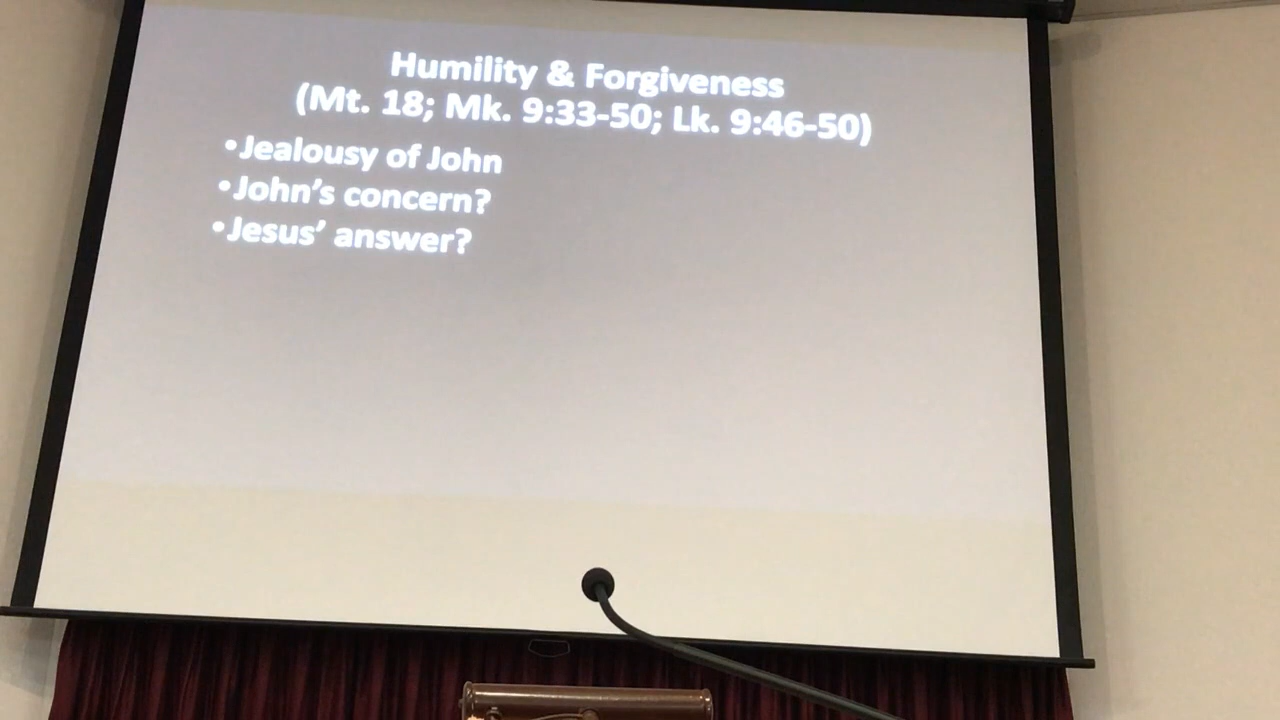 Humility & Forgiveness
(Mt. 18; Mk. 9:33-50; Lk. 9:46-50)
•Jealousy of John
•John’s concern?
•Jesus’ answer?